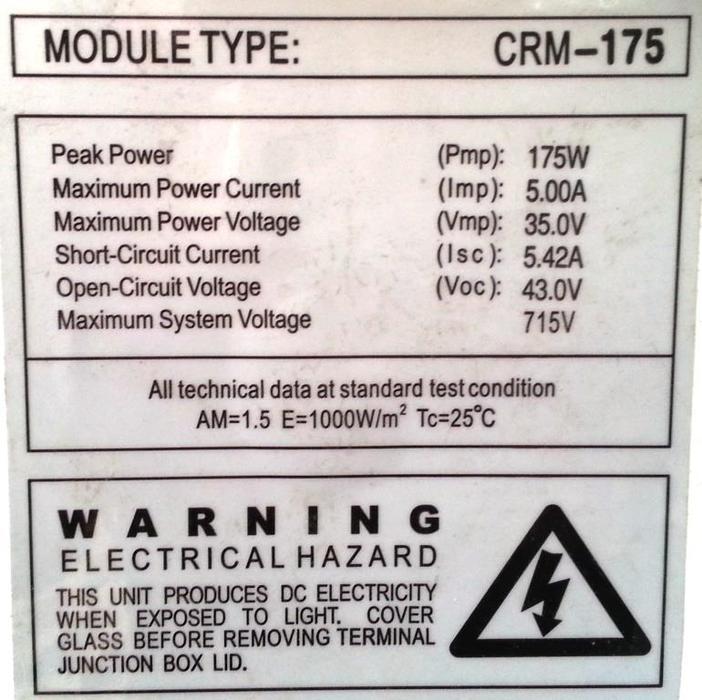 MODULE TYPE: CRM-175
Peak Power (Pmp): 175W
Maximum Power Current (Imp): 5.00A
Maximum Power Voltage (Vmp): 35.0V
Short-Circuit Current (Isc): 5.42A
Open-Circuit Voltage (Voc): 43.0V
Maximum System Voltage 715V
All technical data at standard test condition
AM=1.5 E=1000W/m² Tc=25°C
WARNING
ELECTRICAL HAZARD
THIS UNIT PRODUCES DC ELECTRICITY
WHEN EXPOSED TO LIGHT. COVER
GLASS BEFORE REMOVING TERMINAL
JUNCTION BOX LID.